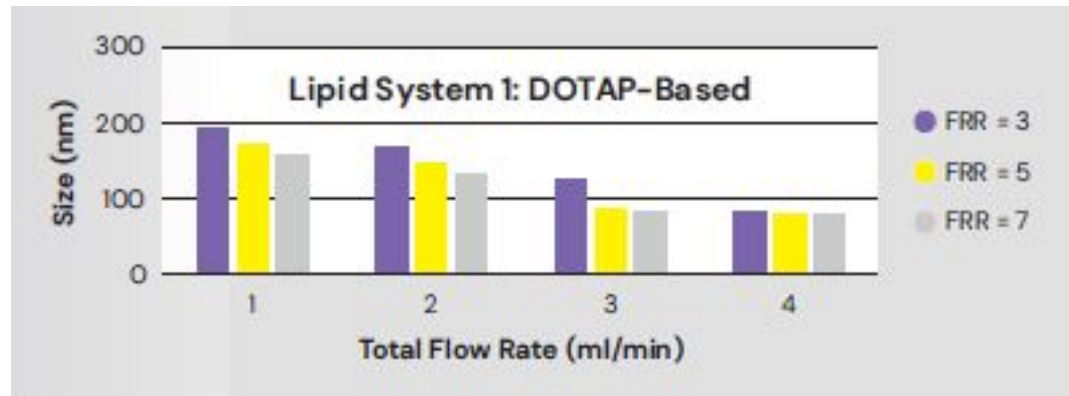 300
Lipid System 1: DOTAP-Based
200
100
0
Size (nm)
1 2 3 4
Total Flow Rate (ml/min)
FRR = 3
FRR = 5
FRR = 7